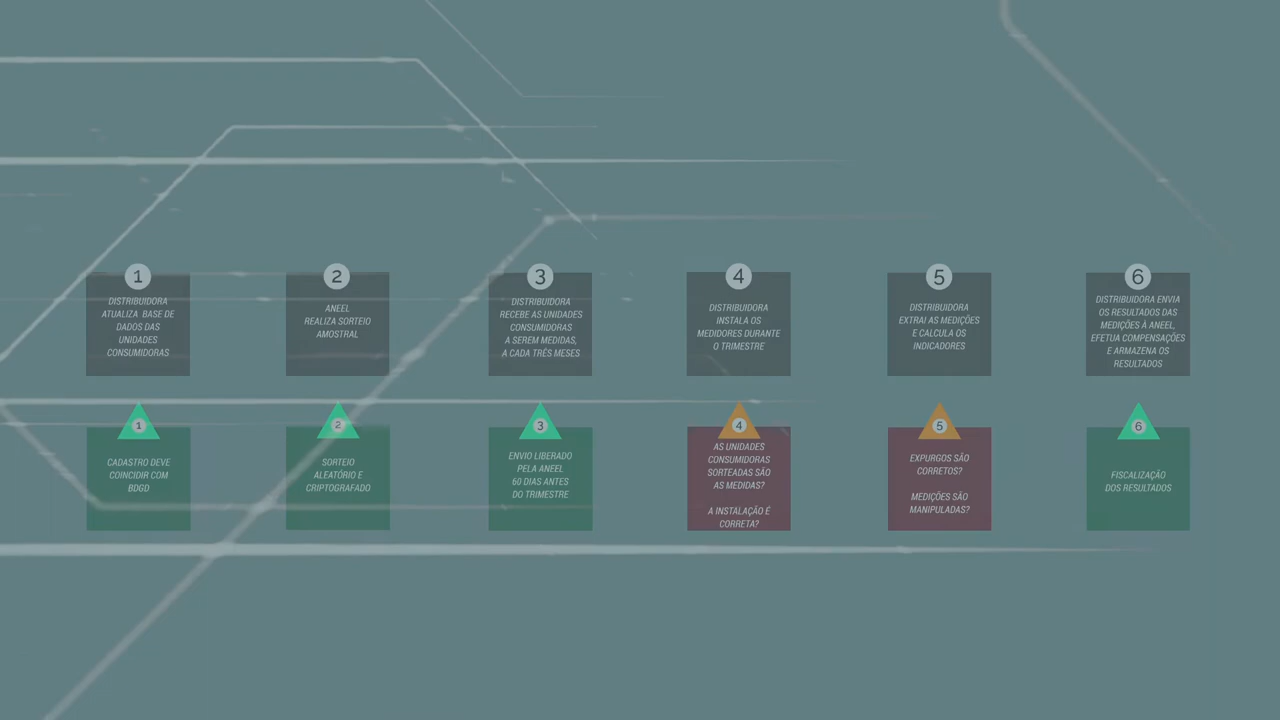 1
DISTRIBUIDORA
ATUALIZA BASE DE
DADOS DAS
UNIDADES
CONSUMIDORAS
2
ANEEL
REALIZA SORTEIO
AMOSTRAL
3
DISTRIBUIDORA
RECEBE AS UNIDADES
CONSUMIDORAS
A SEREM MEDIDAS,
A CADA TRÊS MESES
4
DISTRIBUIDORA
INSTALA OS
MEDIDORES DURANTE
O TRIMESTRE
5
DISTRIBUIDORA
EXTRAI AS MEDIÇÕES
E CALCULA OS
INDICADORES
6
DISTRIBUIDORA ENVIA
OS RESULTADOS DAS
MEDIÇÕES À ANEEL,
EFETUA COMPENSAÇÕES
E ARMAZENA OS
RESULTADOS
1
CADASTRO DEVE
COINCIDIR COM
BDGD
2
SORTEIO
ALEATÓRIO E
CRIPTOGRAFADO
3
ENVIO LIBERADO
PELA ANEEL
60 DIAS ANTES
DO TRIMESTRE
4
AS UNIDADES
CONSUMIDORAS
SORTEADAS SÃO
AS MEDIDAS?
A INSTALAÇÃO É
CORRETA?
5
EXPURGOS SÃO
CORRETOS?
MEDIÇÕES SÃO
MANIPULADAS?
6
FISCALIZAÇÃO
DOS RESULTADOS